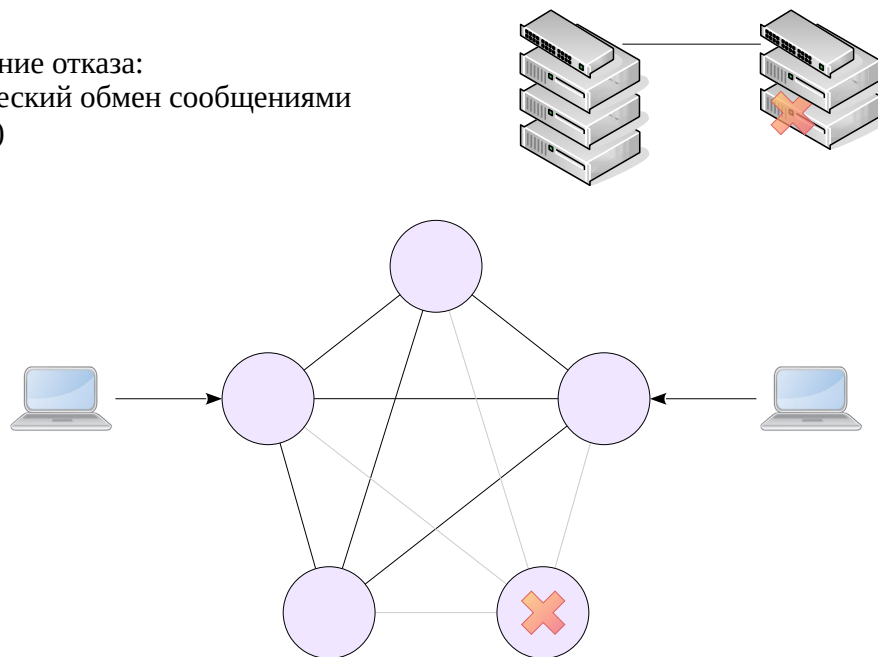 ние отказа:
еский обмен сообщениями
)